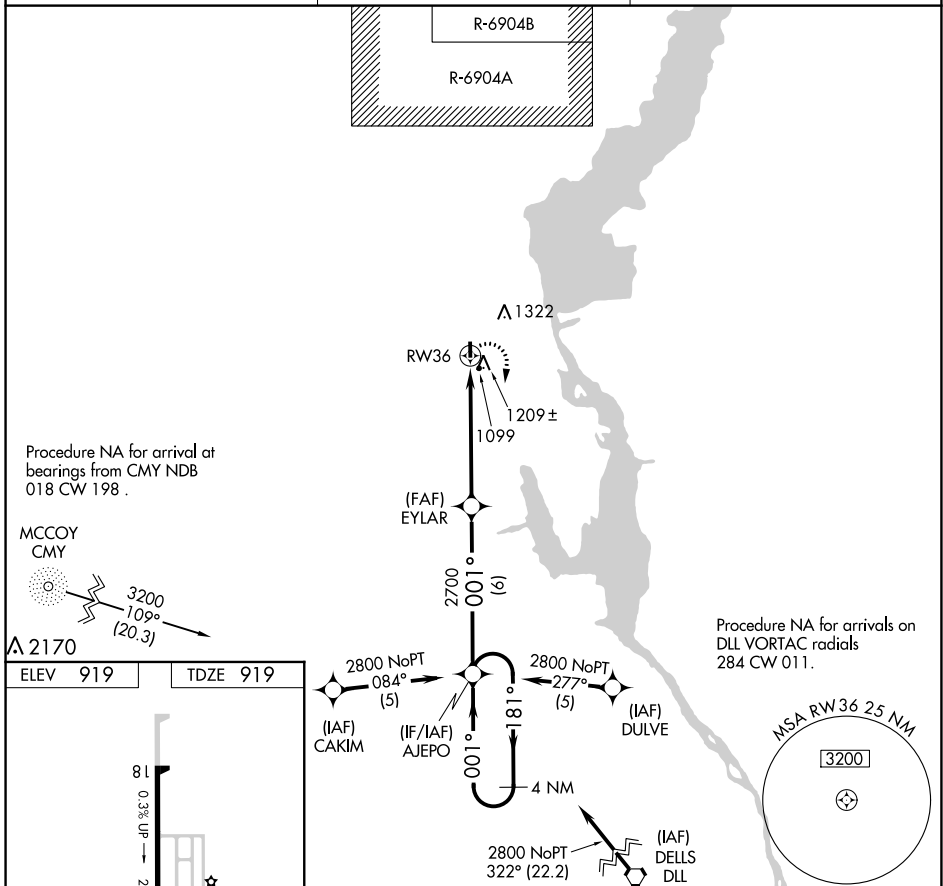 R-6904B
R-6904A
1322
RW36
1209±
1099
Procedure NA for arrival at
bearings from CMY NDB
018 CW 198 .
(FAF)
EYLAR
MCCOY
CMY
3200
109°
(20.3)
2700
001°
(6)
2170
Procedure NA for arrivals on
DLL VORTAC radials
284 CW 011.
ELEV 919
TDZE 919
2800 NoPT
084°
(5)
2800 NoPT
277°
(5)
(IAF)
CAKIM
(IF/IAF)
AJEPO
001°
181°
(IAF)
DULVE
4 NM
MSA RW36 25 NM
3200
18
0.3% UP
2
2800 NoPT
322° (22.2)
(IAF)
DELLS
DLL